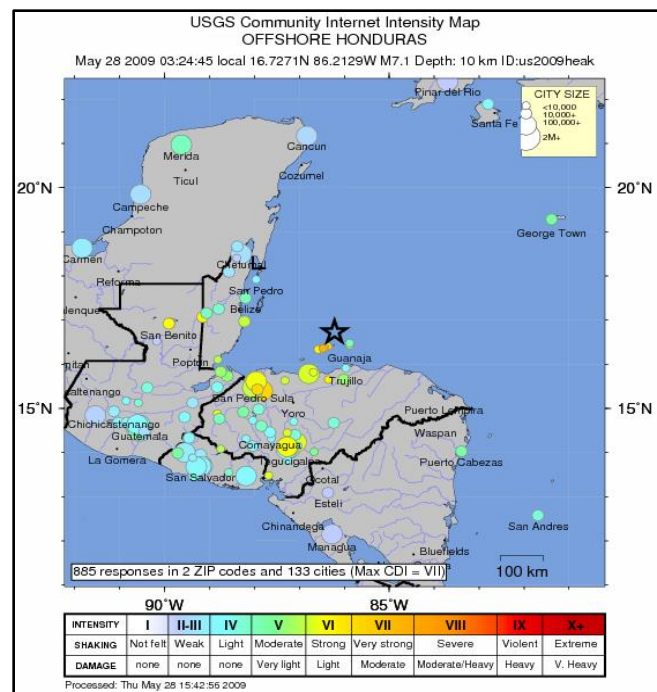 USGS Community Internet Intensity Map
OFFSHORE HONDURAS
May 28 2009 03:24:45 local 16.7271N 86.2129W M7.1 Depth: 10 km ID:us2009heak
Pinar del Rio
CITY SIZE
<10,000
10,000+
100,000+
2M+
Santa Fe
Cancun
Merida
Ticul
Cozumel
20°N
20°N
Campeche
Champoton
George Town
Carmen
Chetumal
Reforma
San Pedro
Belize
San Benito
Guanaja
Poptun
Trujillo
San Pedro Sula
15°N
15°N
Puerto Lempira
Yoro
Chichicastenango
Waspan
Guatemala
Comayagua
La Gomera
Tegucigalpa
Puerto Cabezas
San Salvador
Ocotal
Esteli
San Andres
Chinandega
Managua
Bluefields
885 responses in 2 ZIP codes and 133 cities (Max CDI = VII)
100 km
90°W
85°W
INTENSITY I II-III IV V VI VII VIII IX X+
SHAKING Not felt Weak Light Moderate Strong Very strong Severe Violent Extreme
DAMAGE none none none Very light Light Moderate Moderate/Heavy Heavy V. Heavy
Processed: Thu May 28 15:42:56 2009